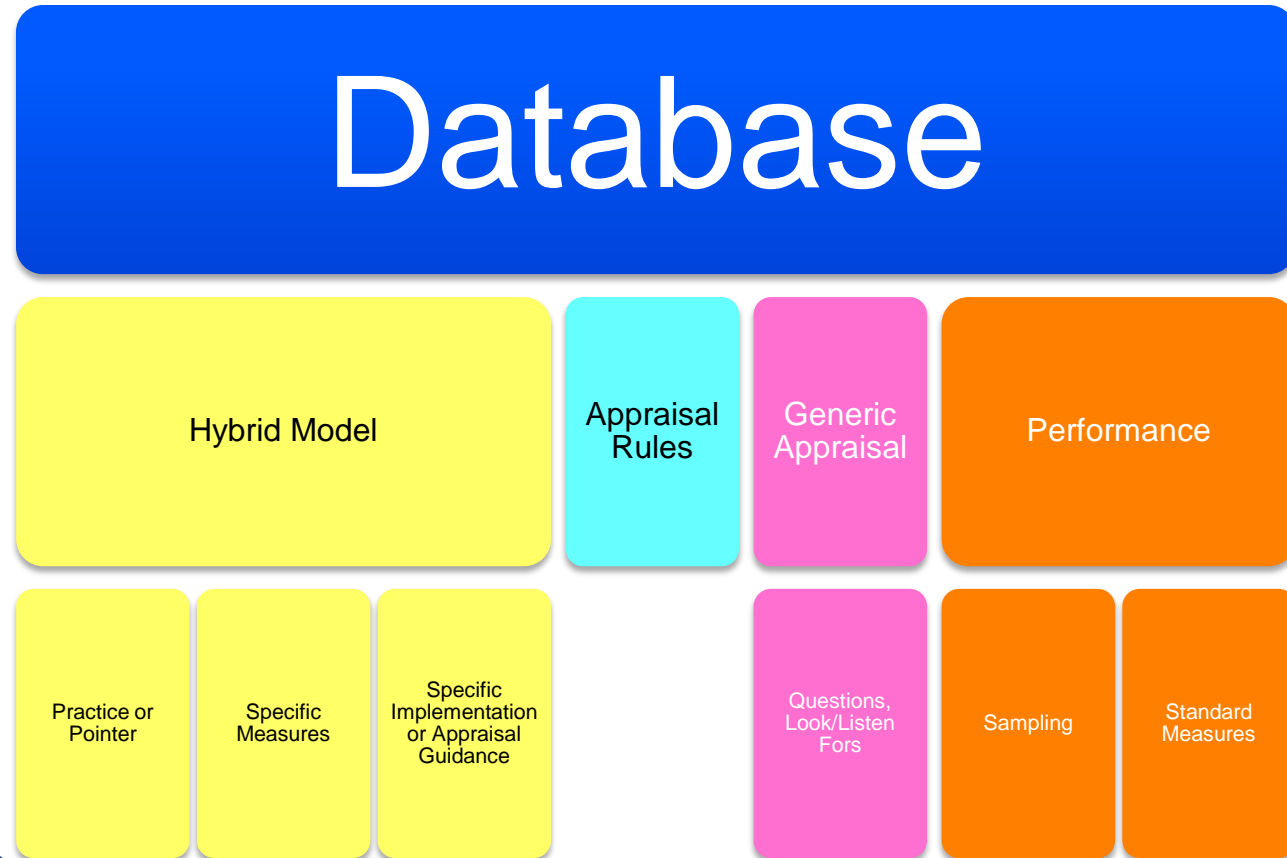 Database
Hybrid Model
Appraisal
Rules
Generic
Appraisal
Performance
Practice or
Pointer
Specific
Measures
Specific
Implementation
or Appraisal
Guidance
Questions,
Look/Listen
Fors
Sampling
Standard
Measures